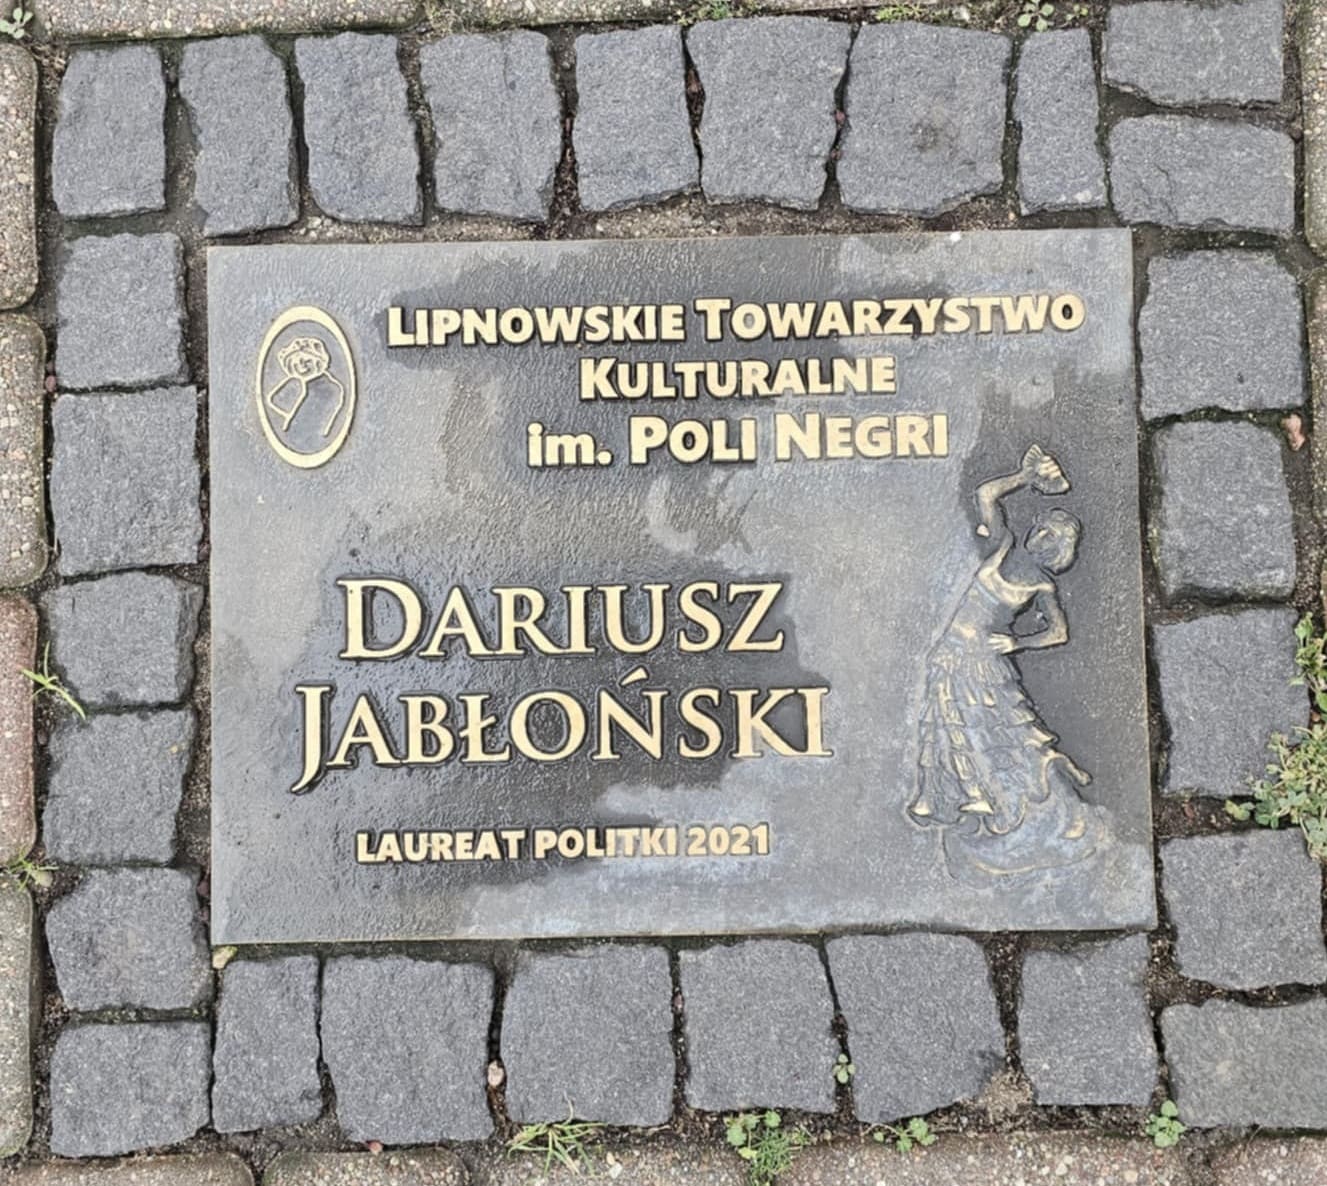 LIPNOWSKIE TOWARZYSTWO
KULTURALNE
im. POLI NEGRI
DARIUSZ
JABŁOŃSKI
LAUREAT POLITKI 2021